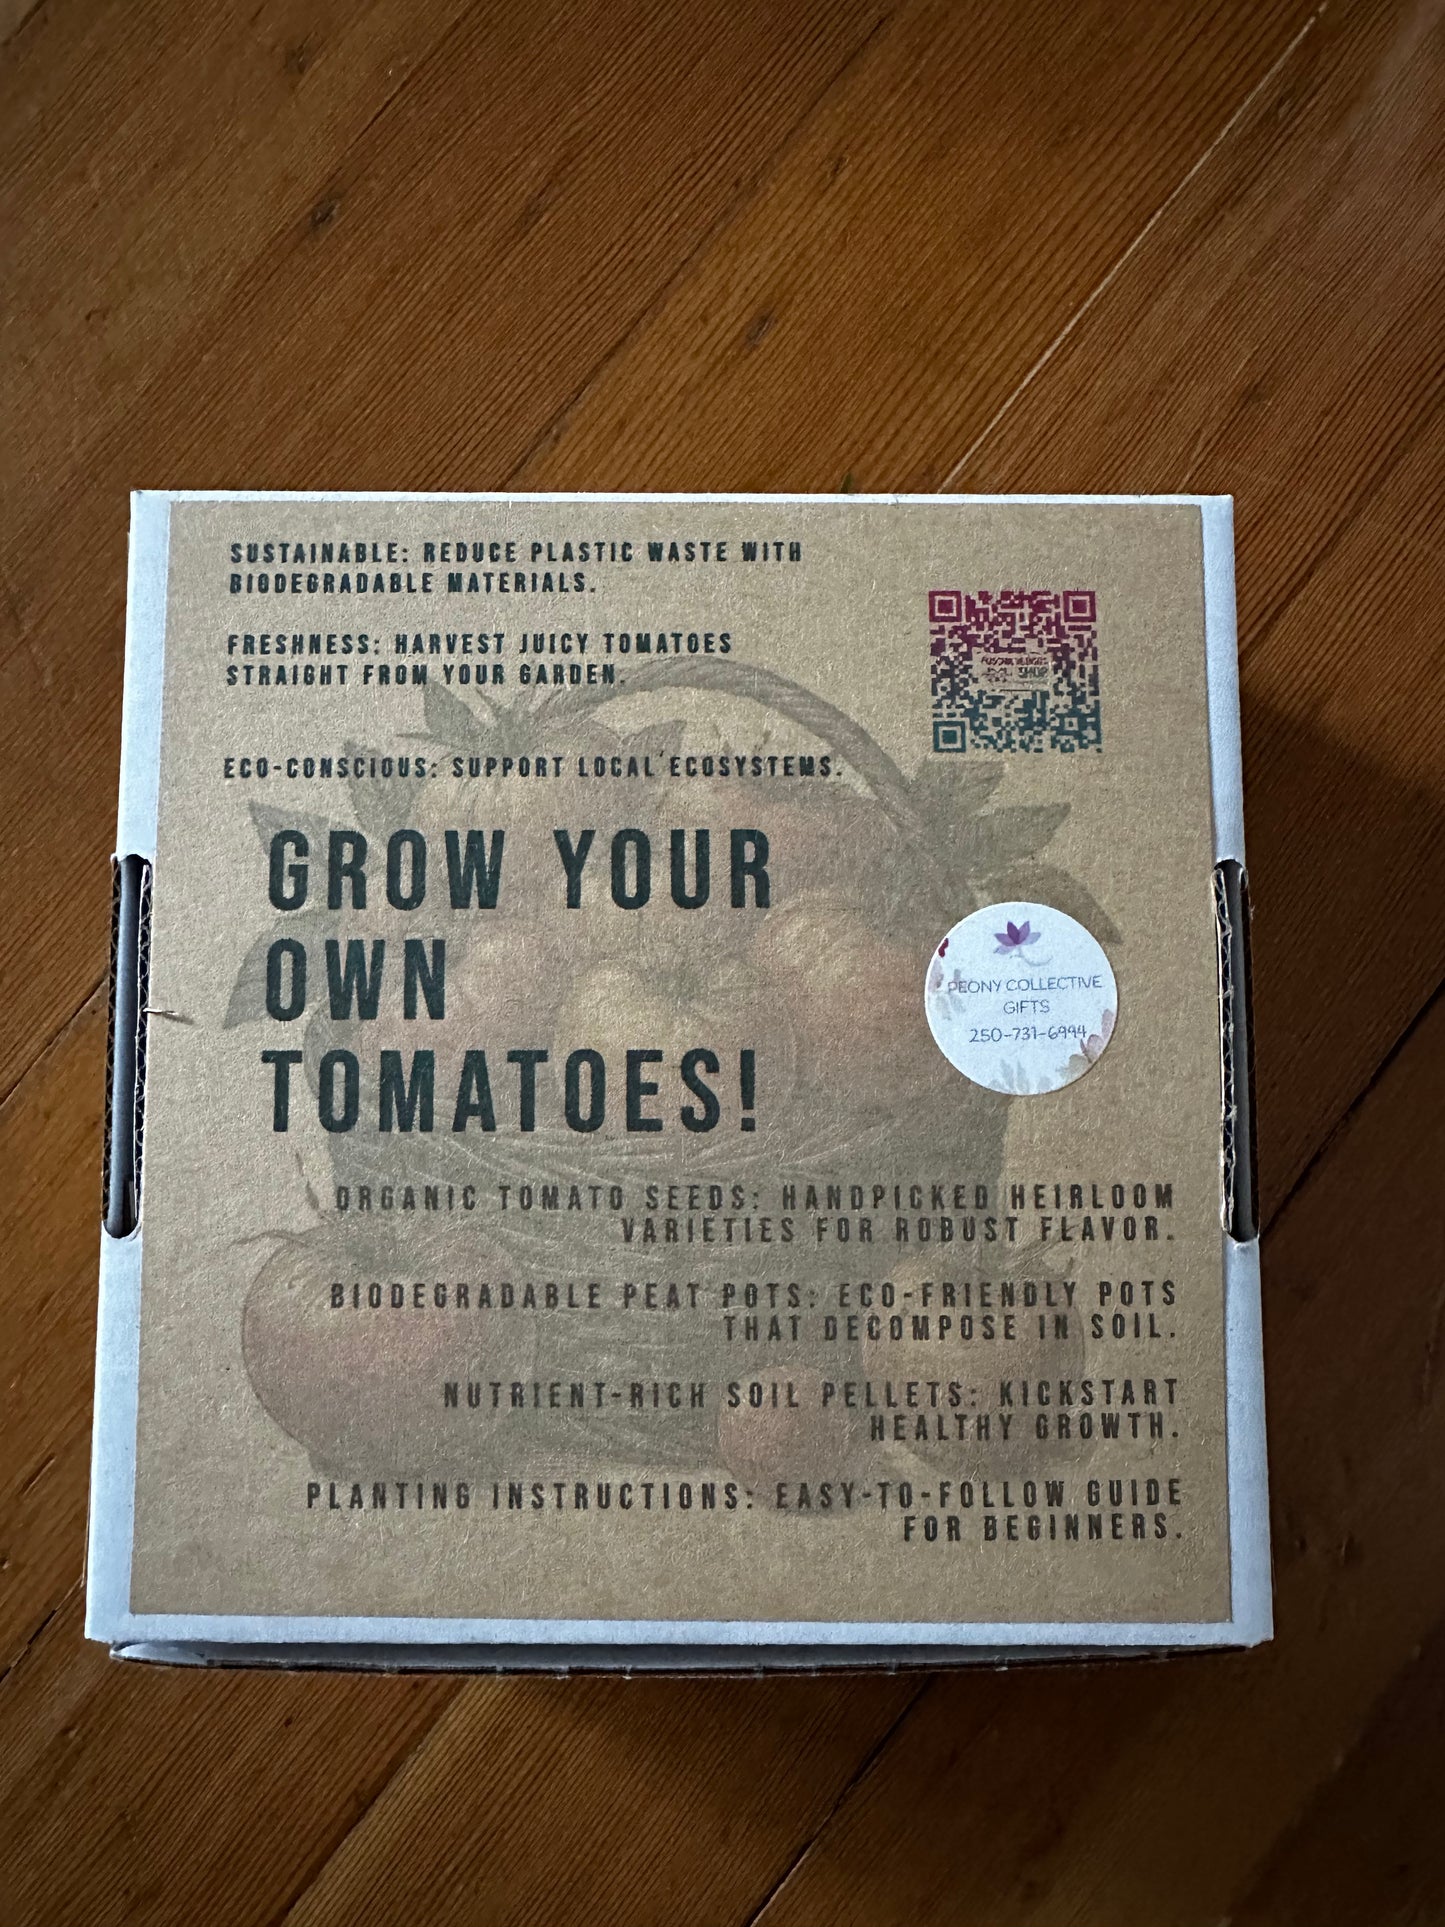 SUSTAINABLE: REDUCE PLASTIC WASTE WITH
BIODEGRADABLE MATERIALS.
FRESHNESS: HARVEST JUICY TOMATOES
STRAIGHT FROM YOUR GARDEN.
ECO-CONSCIOUS: SUPPORT LOCAL ECOSYSTEMS.
SHOP
GROW YOUR
OWN
TOMATOES!
PEONY COLLECTIVE
GIFTS
250-731-6994
ORGANIC TOMATO SEEDS: HANDPICKED HEIRLOOM
VARIETIES FOR ROBUST FLAVOR.
BIODEGRADABLE PEAT POTS: ECO-FRIENDLY POTS
THAT DECOMPOSE IN SOIL.
NUTRIENT-RICH SOIL PELLETS: KICKSTART
HEALTHY GROWTH.
PLANTING INSTRUCTIONS: EASY-TO-FOLLOW GUIDE
FOR BEGINNERS.